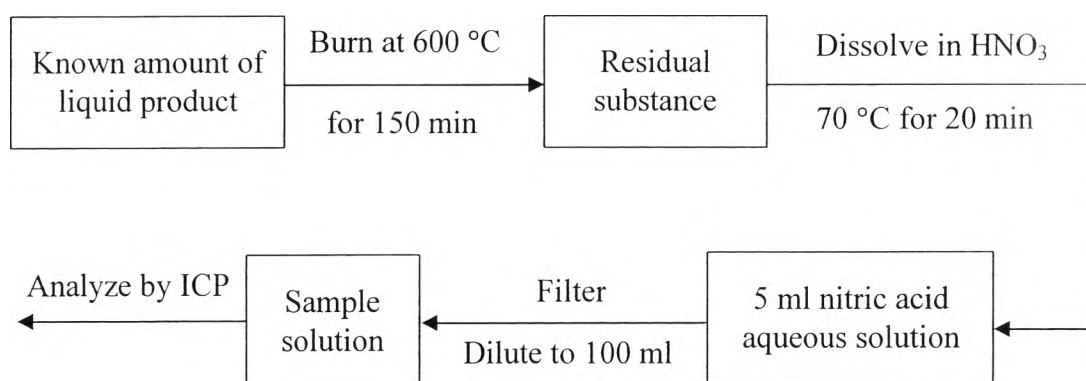 Known amount of
liquid product
Burn at 600 °C
for 150 min
Residual
substance
Dissolve in HNO₃
70 °C for 20 min
5 ml nitric acid
aqueous solution
Filter
Dilute to 100 ml
Sample
solution
Analyze by ICP